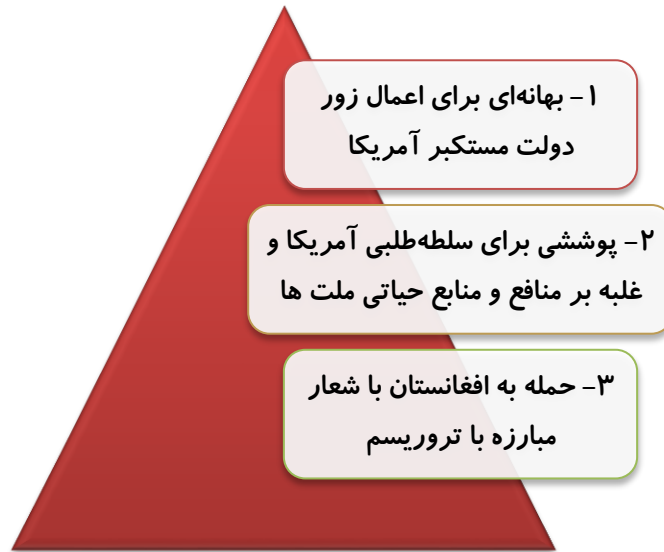 ۱- بهانه‌ای برای اعمال زور
دولت مستکبر آمریکا
۲- پوششی برای سلطه‌طلبی آمریکا و
غلبه بر منافع و منابع حیاتی ملت ها
۳- حمله به افغانستان با شعار
مبارزه با تروریسم